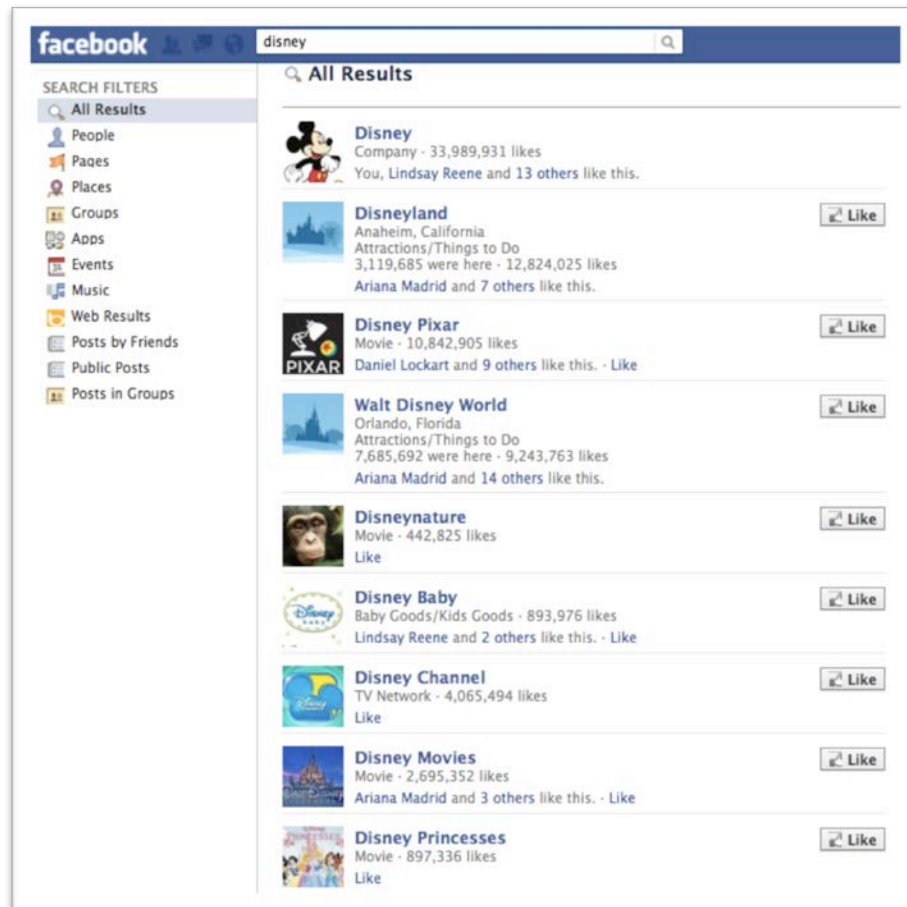 facebook
disney
SEARCH FILTERS
All Results
People
Pages
Places
Groups
Apps
Events
Music
Web Results
Posts by Friends
Public Posts
Posts in Groups
All Results
Disney
Company · 33,989,931 likes
You, Lindsay Reene and 13 others like this.
Disneyland
Like
Anaheim, California
Attractions/Things to Do
3,119,685 were here · 12,824,025 likes
Ariana Madrid and 7 others like this.
Disney Pixar
Like
Movie · 10,842,905 likes
Daniel Lockart and 9 others like this. · Like
PIXAR
Walt Disney World
Like
Orlando, Florida
Attractions/Things to Do
7,685,692 were here · 9,243,763 likes
Ariana Madrid and 14 others like this.
Disneynature
Like
Movie · 442,825 likes
Like
Disney Baby
Like
Baby Goods/Kids Goods · 893,976 likes
Lindsay Reene and 2 others like this. · Like
Disney
baby
Disney Channel
Like
TV Network · 4,065,494 likes
Like
Disney Movies
Like
Movie · 2,695,352 likes
Ariana Madrid and 3 others like this. · Like
Disney Princesses
Like
Movie · 897,336 likes
Like